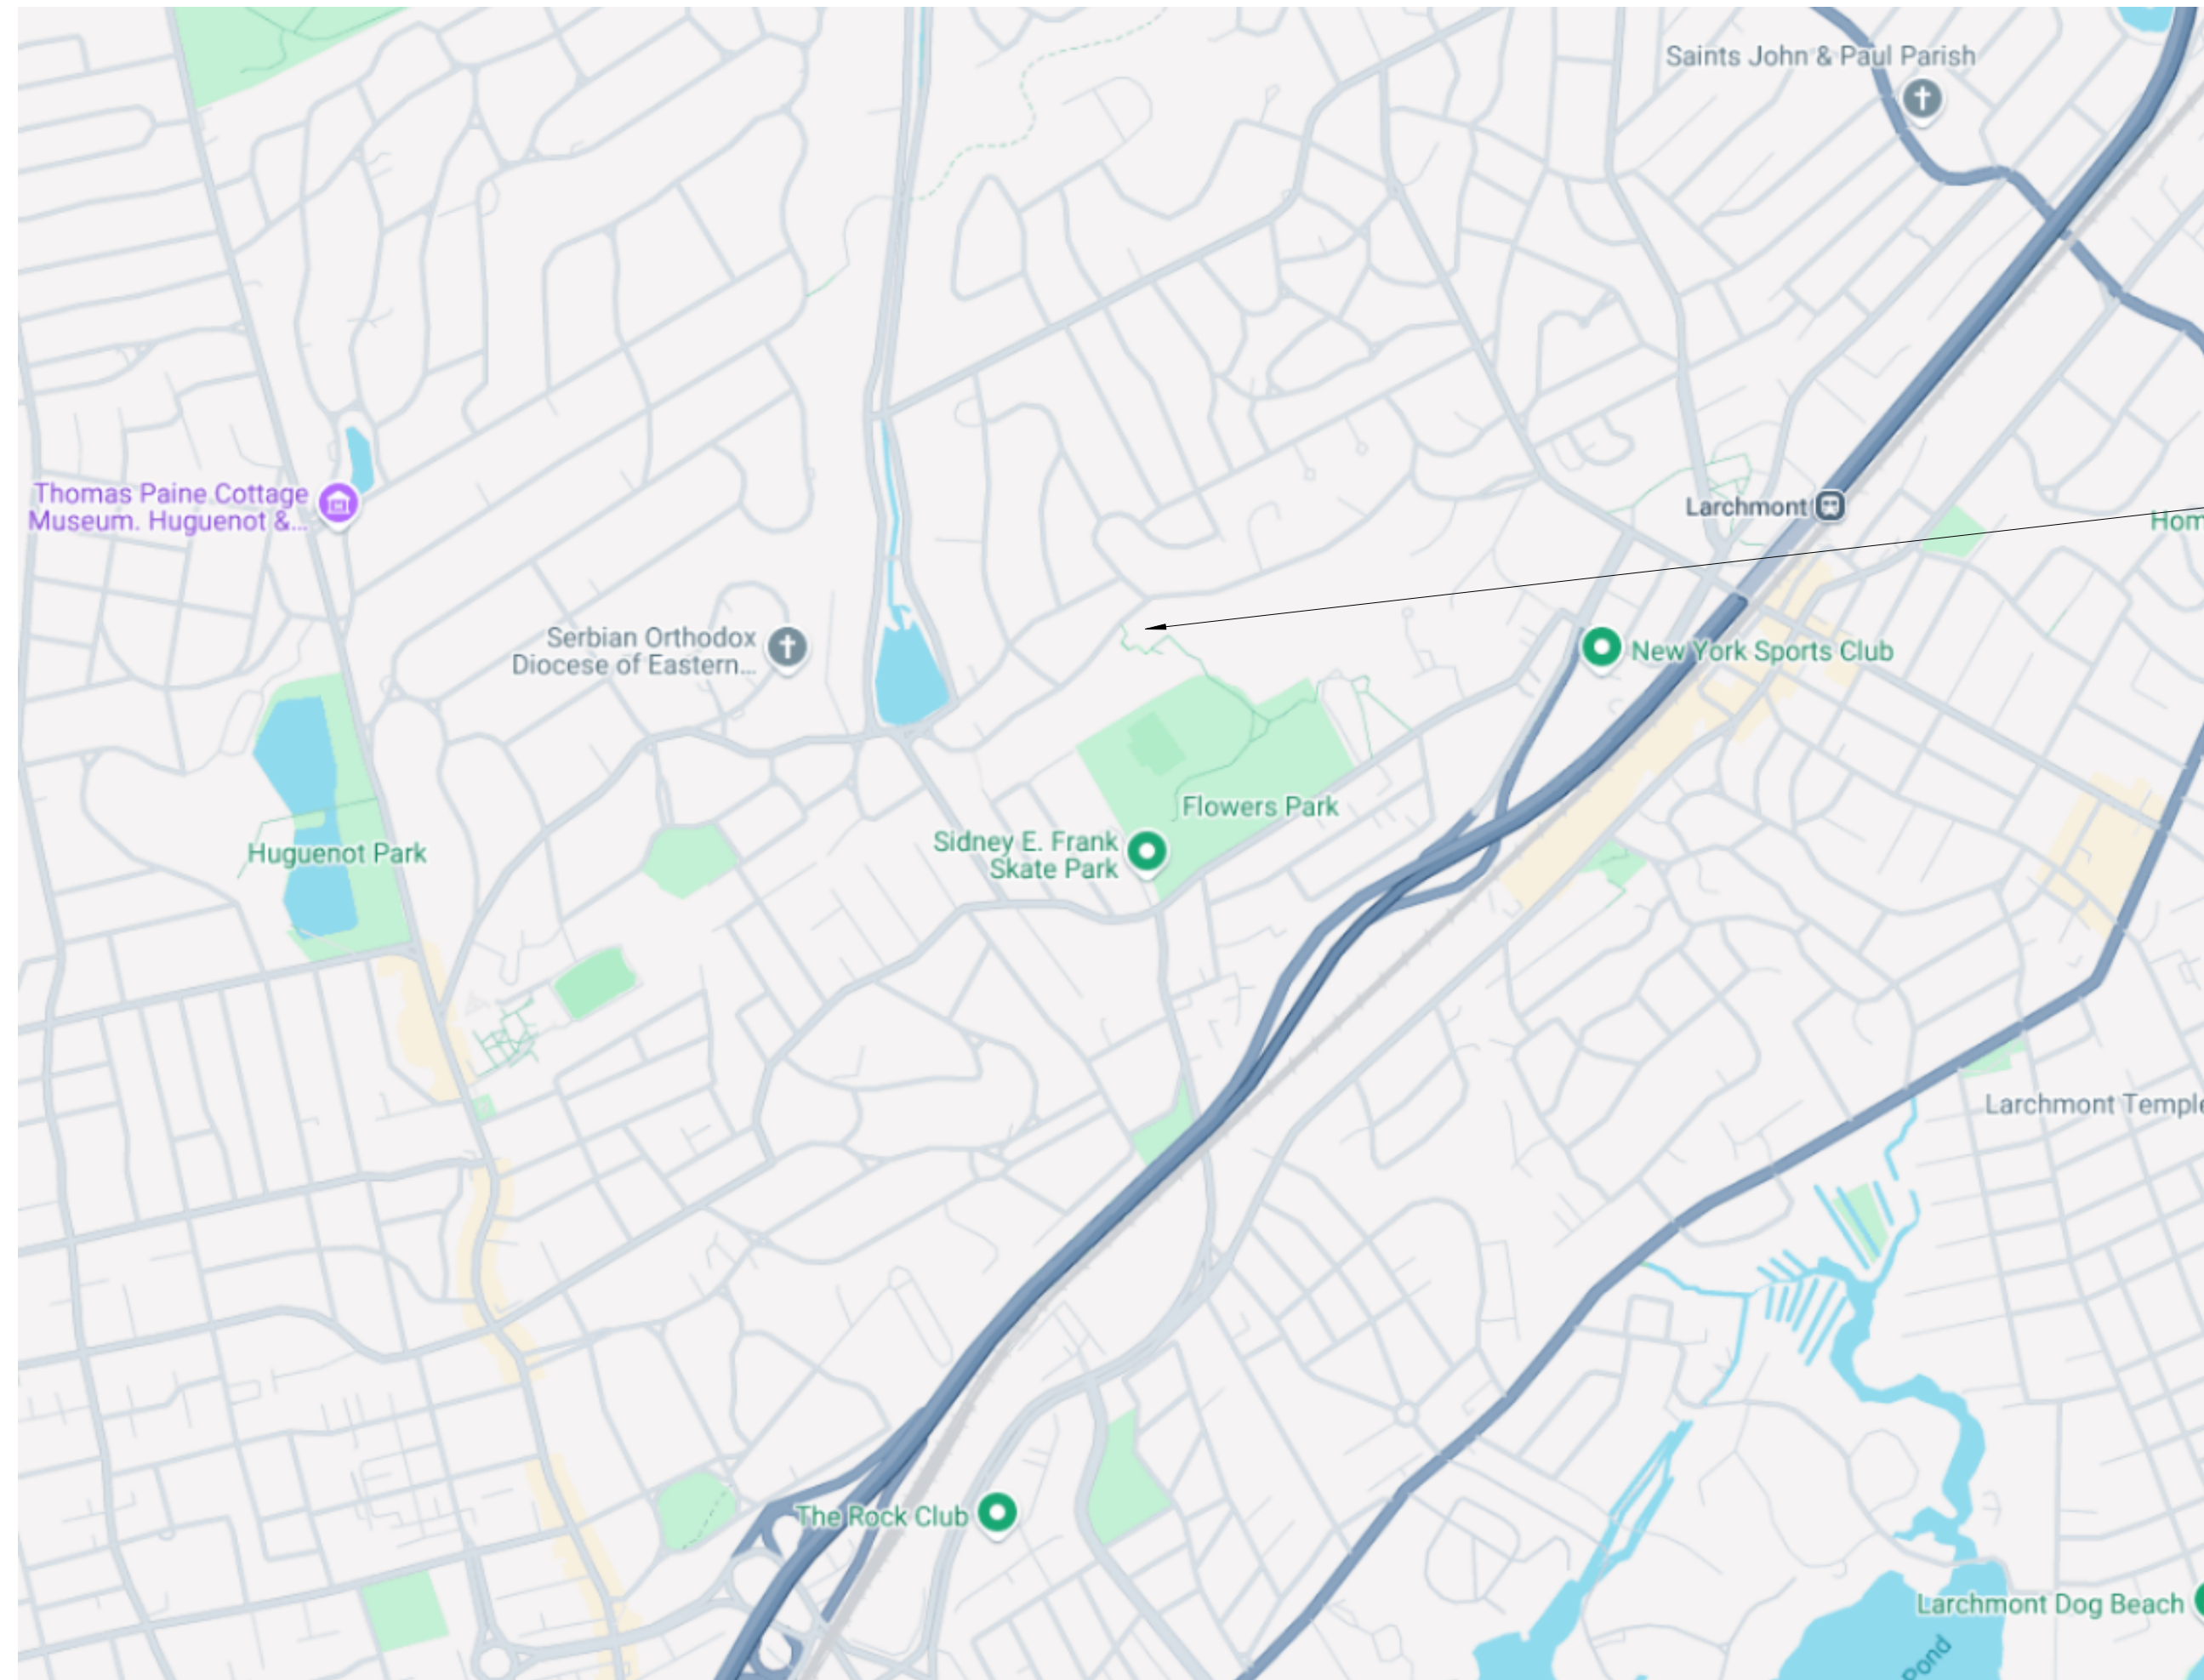 Saints John & Paul Parish
Thomas Paine Cottage
Museum. Huguenot &...
Larchmont
Hom
Serbian Orthodox
Diocese of Eastern...
New York Sports Club
Flowers Park
Sidney E. Frank
Skate Park
Huguenot Park
Larchmont Temple
The Rock Club
Larchmont Dog Beach
Pond